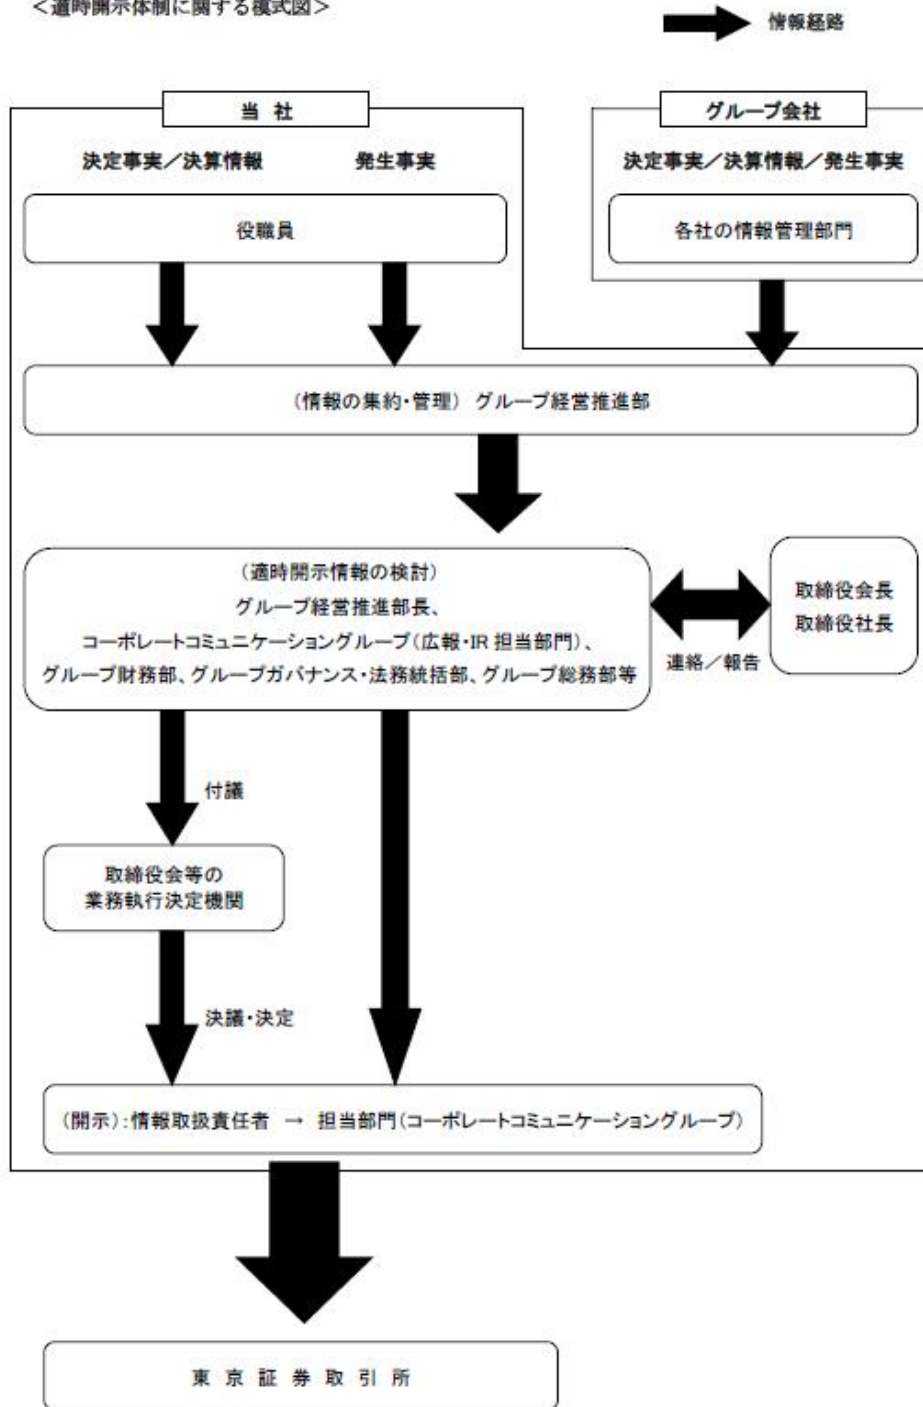 <適時開示体制に関する模式図>
情報経路
当 社
グループ会社
決定事実／決算情報
発生事実
決定事実／決算情報／発生事実
役職員
各社の情報管理部門
(情報の集約・管理) グループ経営推進部
(適時開示情報の検討)
グループ経営推進部長、
コーポレートコミュニケーショングループ(広報・IR 担当部門)、
グループ財務部、グループガバナンス・法務統括部、グループ総務部等
取締役会長
取締役社長
連絡／報告
付議
取締役会等の
業務執行決定機関
決議・決定
(開示):情報取扱責任者 → 担当部門(コーポレートコミュニケーショングループ)
東 京 証 券 取 引 所